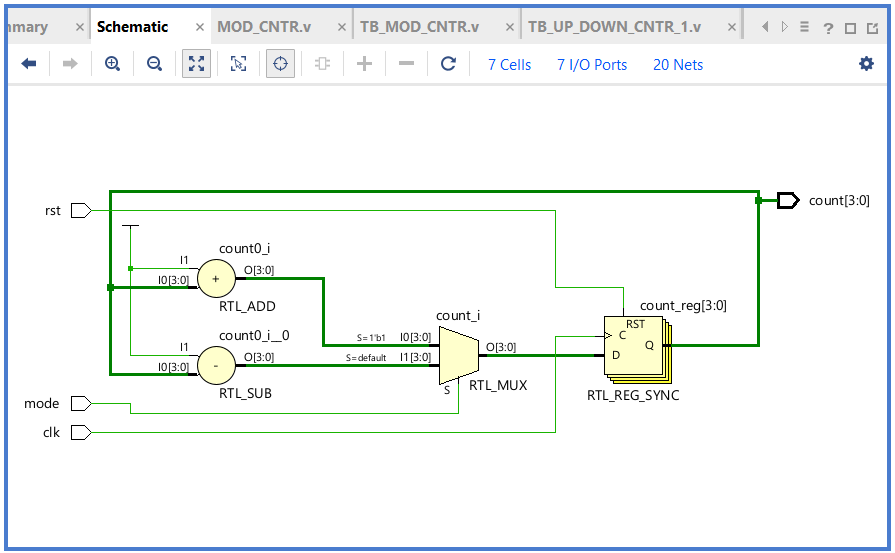 mmary × Schematic × MOD_CNTR.v × TB_MOD_CNTR.v × TB_UP_DOWN_CNTR_1.v × ?
7 Cells 7 I/O Ports 20 Nets
rst
count[3:0]
count0_i
I1
O[3:0]
I0[3:0]
+
RTL_ADD
count0_i__0
I1
O[3:0]
I0[3:0]
-
RTL_SUB
count_i
S=1'b1 I0[3:0]
O[3:0]
S=default I1[3:0]
S
RTL_MUX
count_reg[3:0]
RST
C
Q
D
RTL_REG_SYNC
mode
clk